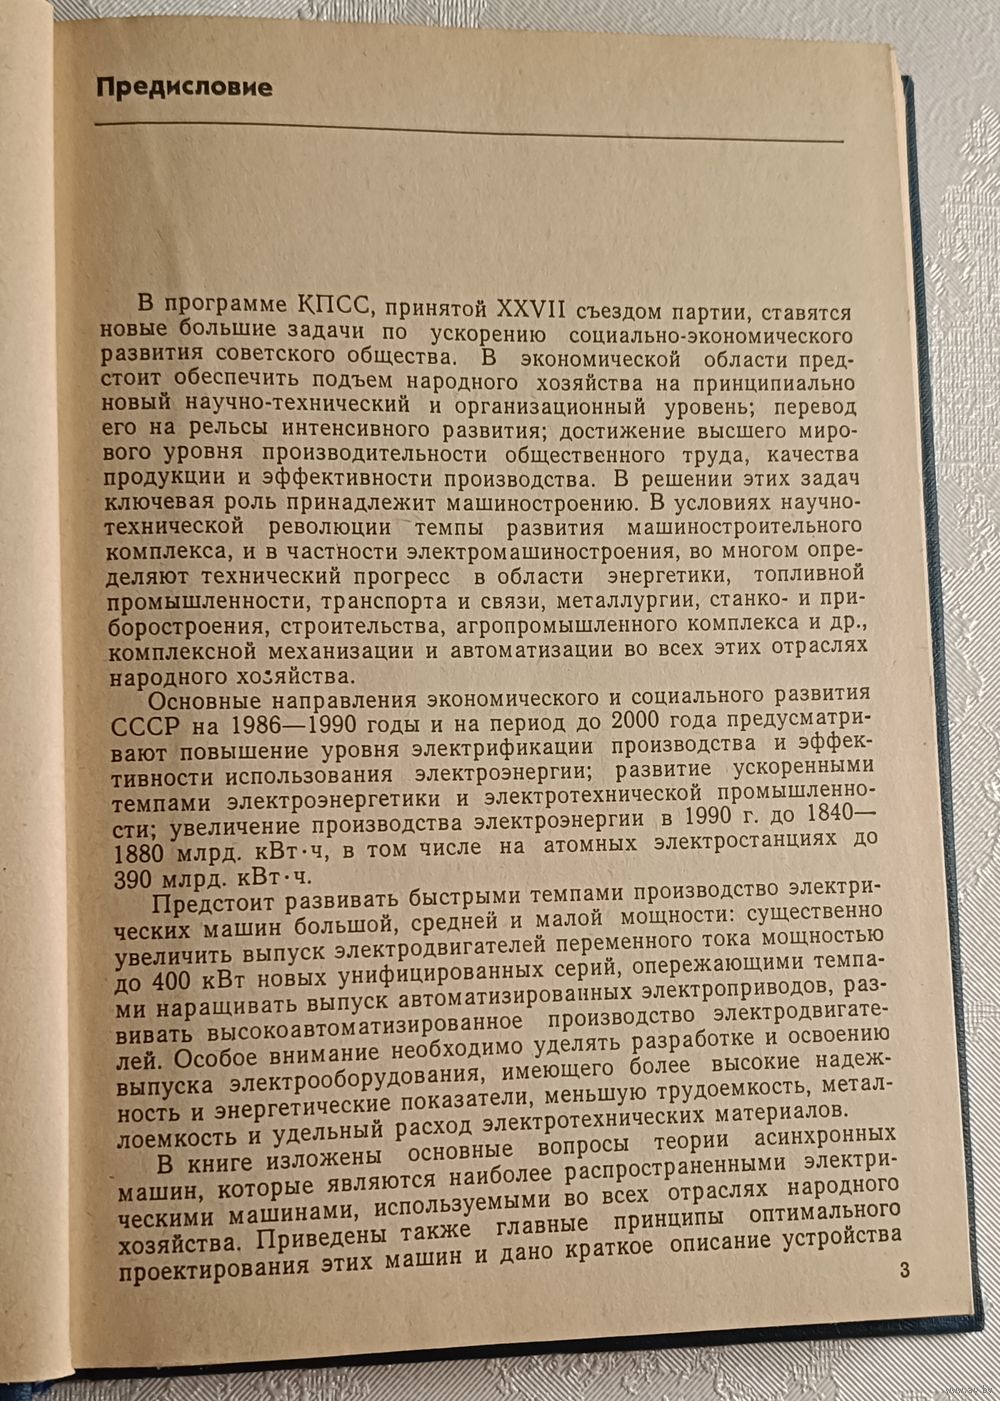 Предисловие
В программе КПСС, принятой XXVII съездом партии, ставятся
новые большие задачи по ускорению социально-экономического
развития советского общества. В экономической области пред-
стоит обеспечить подъем народного хозяйства на принципиально
новый научно-технический и организационный уровень; перевод
его на рельсы интенсивного развития; достижение высшего миро-
вого уровня производительности общественного труда, качества
продукции и эффективности производства. В решении этих задач
ключевая роль принадлежит машиностроению. В условиях научно-
технической революции темпы развития машиностроительного
комплекса, и в частности электромашиностроения, во многом опре-
деляют технический прогресс в области энергетики, топливной
промышленности, транспорта и связи, металлургии, станко- и при-
боростроения, строительства, агропромышленного комплекса и др.,
комплексной механизации и автоматизации во всех этих отраслях
народного хозяйства.
Основные направления экономического и социального развития
СССР на 1986—1990 годы и на период до 2000 года предусматри-
вают повышение уровня электрификации производства и эффек-
тивности использования электроэнергии; развитие ускоренными
темпами электроэнергетики и электротехнической промышленно-
сти; увеличение производства электроэнергии в 1990 г. до 1840—
1880 млрд. кВт·ч, в том числе на атомных электростанциях до
390 млрд. кВт·ч.
Предстоит развивать быстрыми темпами производство электри-
ческих машин большой, средней и малой мощности: существенно
увеличить выпуск электродвигателей переменного тока мощностью
до 400 кВт новых унифицированных серий, опережающими темпа-
ми наращивать выпуск автоматизированных электроприводов, раз-
вивать высокоавтоматизированное производство электродвигате-
лей. Особое внимание необходимо уделять разработке и освоению
выпуска электрооборудования, имеющего более высокие надеж-
ность и энергетические показатели, меньшую трудоемкость, метал-
лоемкость и удельный расход электротехнических материалов.
В книге изложены основные вопросы теории асинхронных
машин, которые являются наиболее распространенными электри-
ческими машинами, используемыми во всех отраслях народного
хозяйства. Приведены также главные принципы оптимального
проектирования этих машин и дано краткое описание устройства
3
www.ay.by